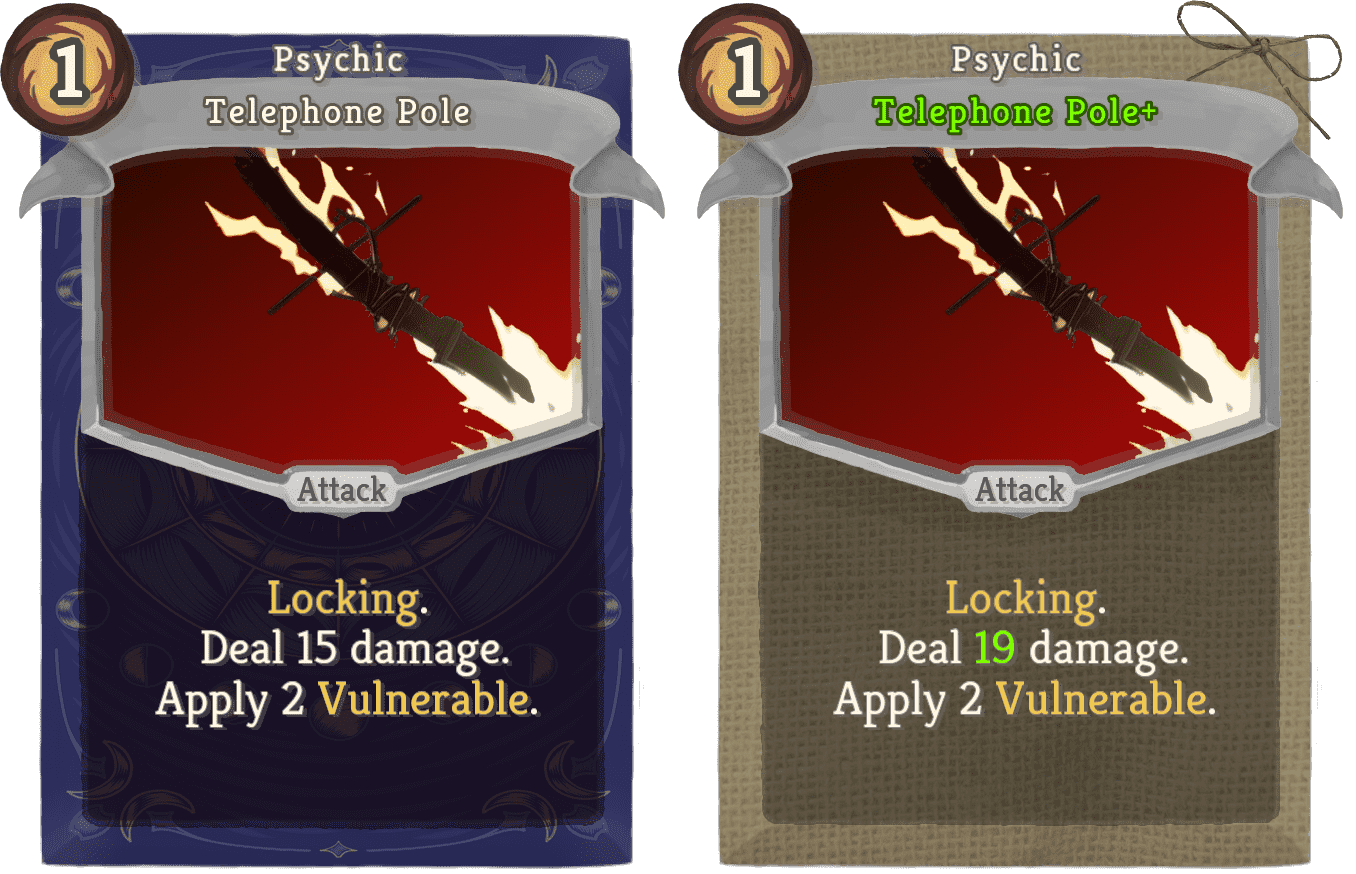 1
Psychic
Telephone Pole
Attack
Locking.
Deal 15 damage.
Apply 2 Vulnerable.
1
Psychic
Telephone Pole+
Attack
Locking.
Deal 19 damage.
Apply 2 Vulnerable.